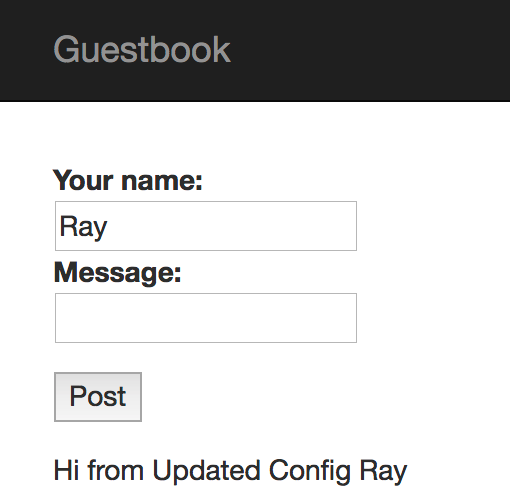 Guestbook
Your name:
Ray
Message:
Post
Hi from Updated Config Ray